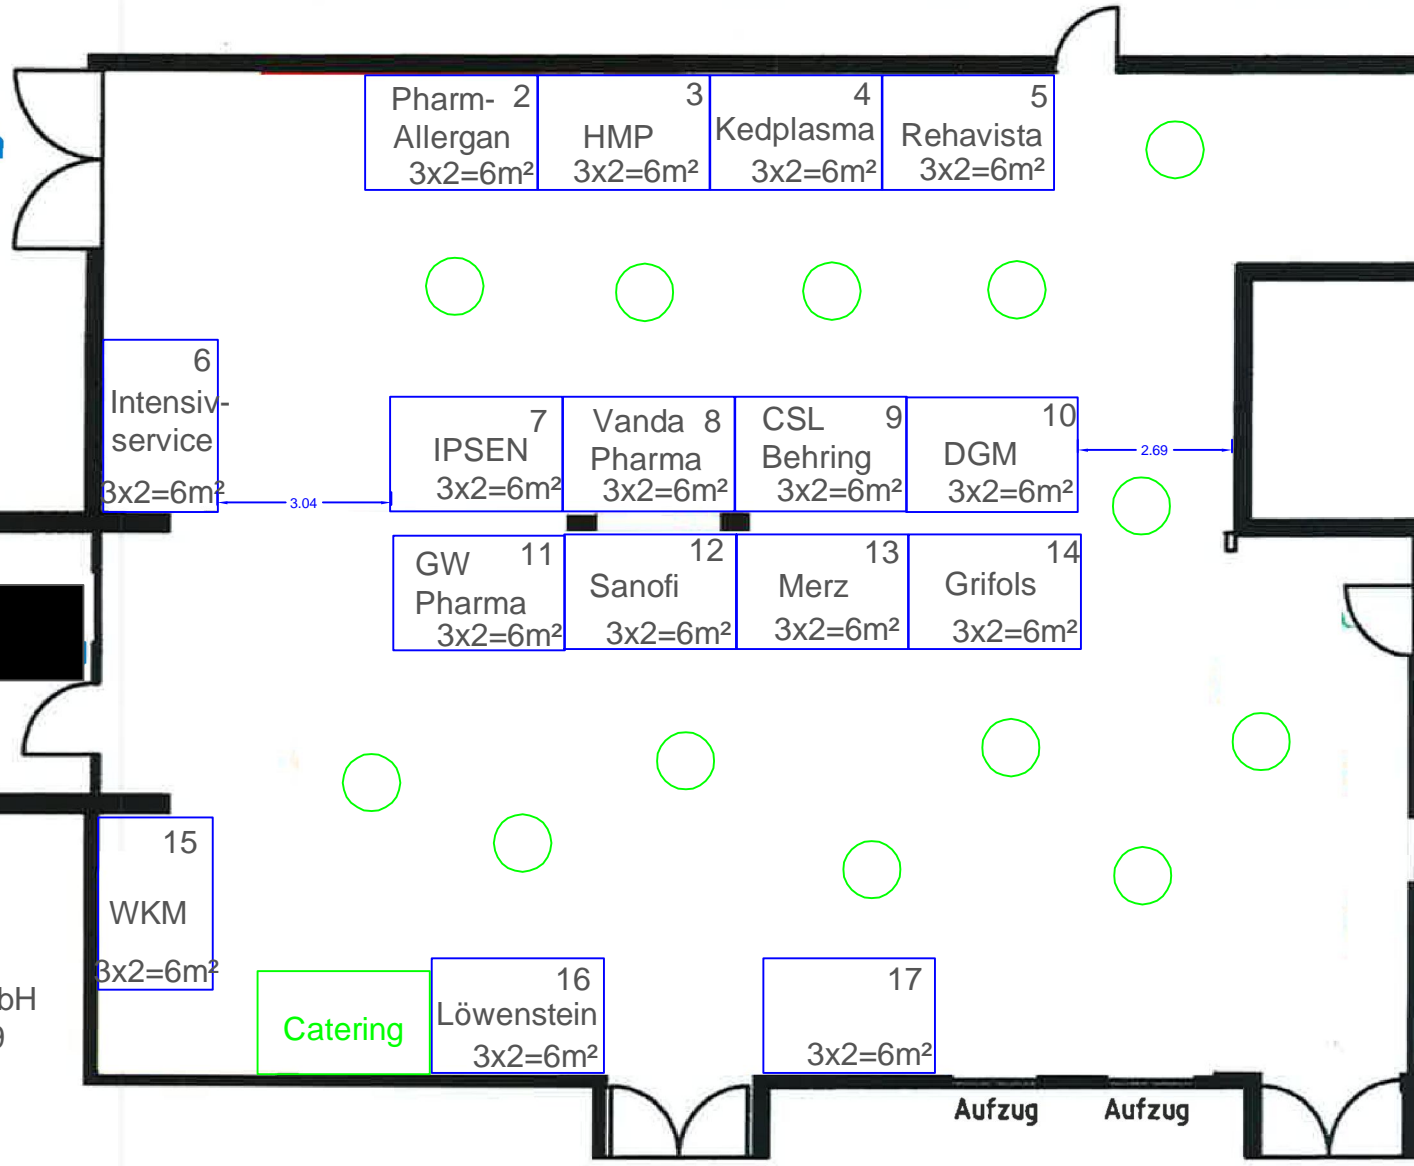 Pharm- 2
Allergan
3x2=6m²
3
HMP
3x2=6m²
4
Kedplasma
3x2=6m²
5
Rehavista
3x2=6m²
6
Intensiv-
service
3x2=6m²
3.04
7
IPSEN
3x2=6m²
Vanda 8
Pharma
3x2=6m²
CSL 9
Behring
3x2=6m²
10
DGM
3x2=6m²
2.69
GW 11
Pharma
3x2=6m²
12
Sanofi
3x2=6m²
13
Merz
3x2=6m²
14
Grifols
3x2=6m²
15
WKM
3x2=6m²
bH
9
Catering
16
Löwenstein
3x2=6m²
17
3x2=6m²
Aufzug
Aufzug